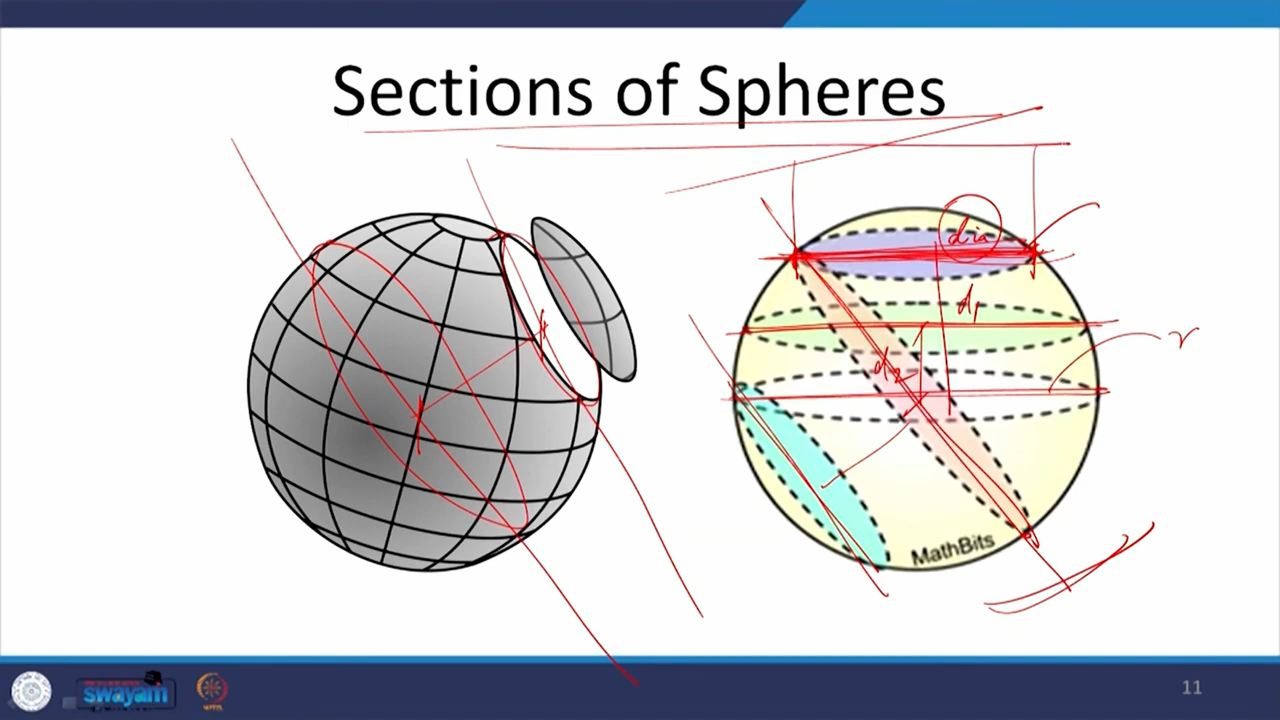 Sections of Spheres
dia
d1
d2
r
MathBits
swayam
11